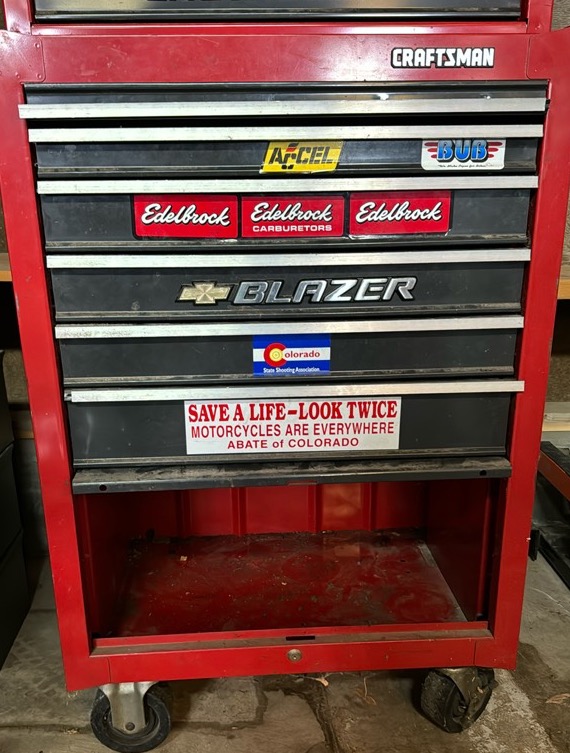 CRAFTSMAN
ACCEL
BUB
Edelbrock
Edelbrock
CARBURETORS
Edelbrock
BLAZER
Colorado
State Shooting Association
SAVE A LIFE-LOOK TWICE
MOTORCYCLES ARE EVERYWHERE
ABATE of COLORADO